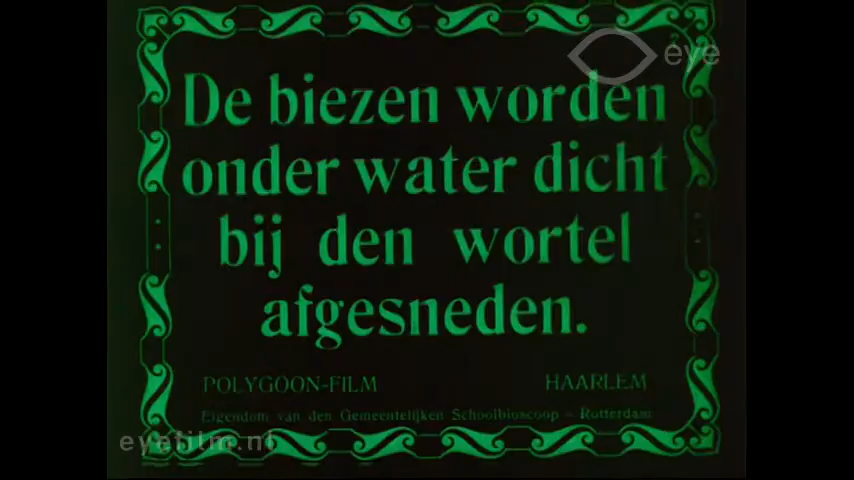 eye
De biezen worden
onder water dicht
bij den wortel
afgesneden.
POLYGOON-FILM HAARLEM
Eigendom van den Gemeentelijken Schoolbioscoop - Rotterdam
eyefilm.nl